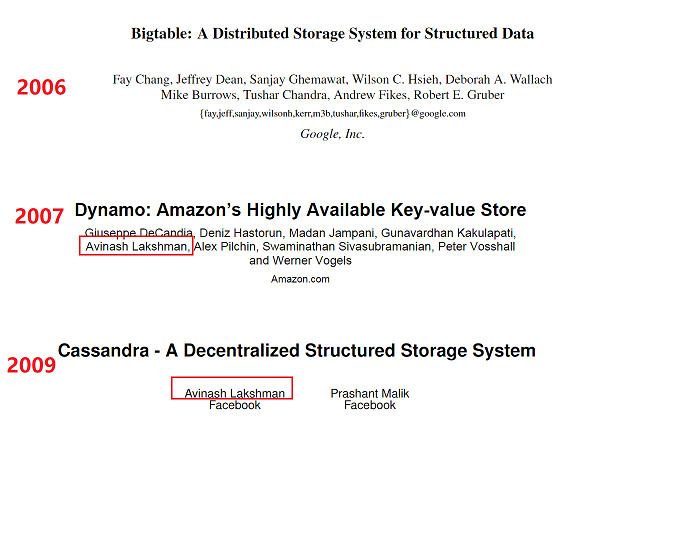 Bigtable: A Distributed Storage System for Structured Data
2006
Fay Chang, Jeffrey Dean, Sanjay Ghemawat, Wilson C. Hsieh, Deborah A. Wallach
Mike Burrows, Tushar Chandra, Andrew Fikes, Robert E. Gruber
{fay,jeff,sanjay,wilsonh,kerr,m3b,tushar,fikes,gruber}@google.com
Google, Inc.
2007
Dynamo: Amazon's Highly Available Key-value Store
Giuseppe DeCandia, Deniz Hastorun, Madan Jampani, Gunavardhan Kakulapati,
Avinash Lakshman, Alex Pilchin, Swaminathan Sivasubramanian, Peter Vosshall
and Werner Vogels
Amazon.com
Cassandra - A Decentralized Structured Storage System
2009
Avinash Lakshman Prashant Malik
Facebook Facebook